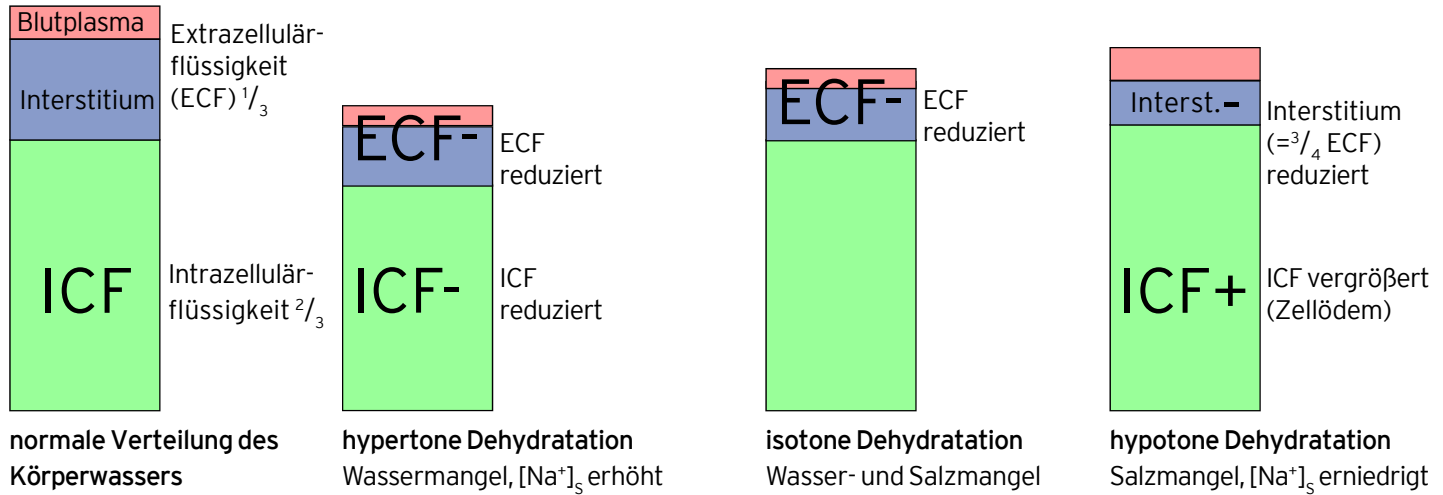 Blutplasma
Interstitium
ICF
Extrazellulär-
flüssigkeit
(ECF) ¹/₃
Intrazellulär-
flüssigkeit ²/₃
normale Verteilung des
Körperwassers
ECF-
ICF-
ECF
reduziert
ICF
reduziert
hypertone Dehydratation
Wassermangel, [Na⁺]ₛ erhöht
ECF-
ECF
reduziert
isotone Dehydratation
Wasser- und Salzmangel
Interst.-
ICF+
Interstitium
(=³/₄ ECF)
reduziert
ICF vergrößert
(Zellödem)
hypotone Dehydratation
Salzmangel, [Na⁺]ₛ erniedrigt